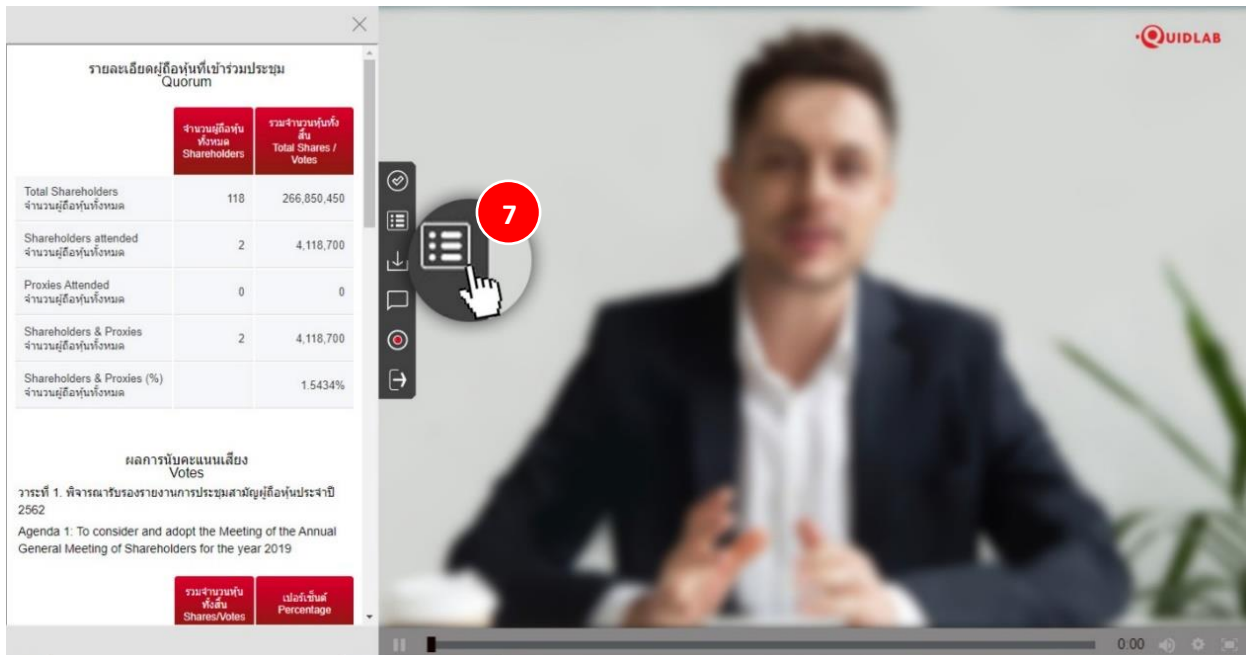 QUIDLAB
รายละเอียดผู้ถือหุ้นที่เข้าร่วมประชุม
Quorum
จำนวนผู้ถือหุ้น
ทั้งหมด
Shareholders
รวมจำนวนหุ้นทั้ง
สิ้น
Total Shares /
Votes
Total Shareholders
จำนวนผู้ถือหุ้นทั้งหมด
118
266,850,450
Shareholders attended
จำนวนผู้ถือหุ้นทั้งหมด
2
4,118,700
Proxies Attended
จำนวนผู้ถือหุ้นทั้งหมด
0
0
Shareholders & Proxies
จำนวนผู้ถือหุ้นทั้งหมด
2
4,118,700
Shareholders & Proxies (%)
จำนวนผู้ถือหุ้นทั้งหมด
1.5434%
7
ผลการนับคะแนนเสียง
Votes
วาระที่ 1. พิจารณารับรองรายงานการประชุมสามัญผู้ถือหุ้นประจำปี
2562
Agenda 1: To consider and adopt the Meeting of the Annual
General Meeting of Shareholders for the year 2019
รวมจำนวนหุ้น
ทั้งสิ้น
Shares/Votes
เปอร์เซ็นต์
Percentage
0:00